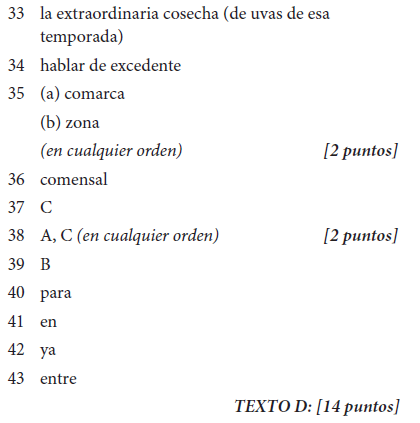 33 la extraordinaria cosecha (de uvas de esa
temporada)
34 hablar de excedente
35 (a) comarca
(b) zona
(en cualquier orden) [2 puntos]
36 comensal
37 C
38 A, C (en cualquier orden) [2 puntos]
39 B
40 para
41 en
42 ya
43 entre
TEXTO D: [14 puntos]